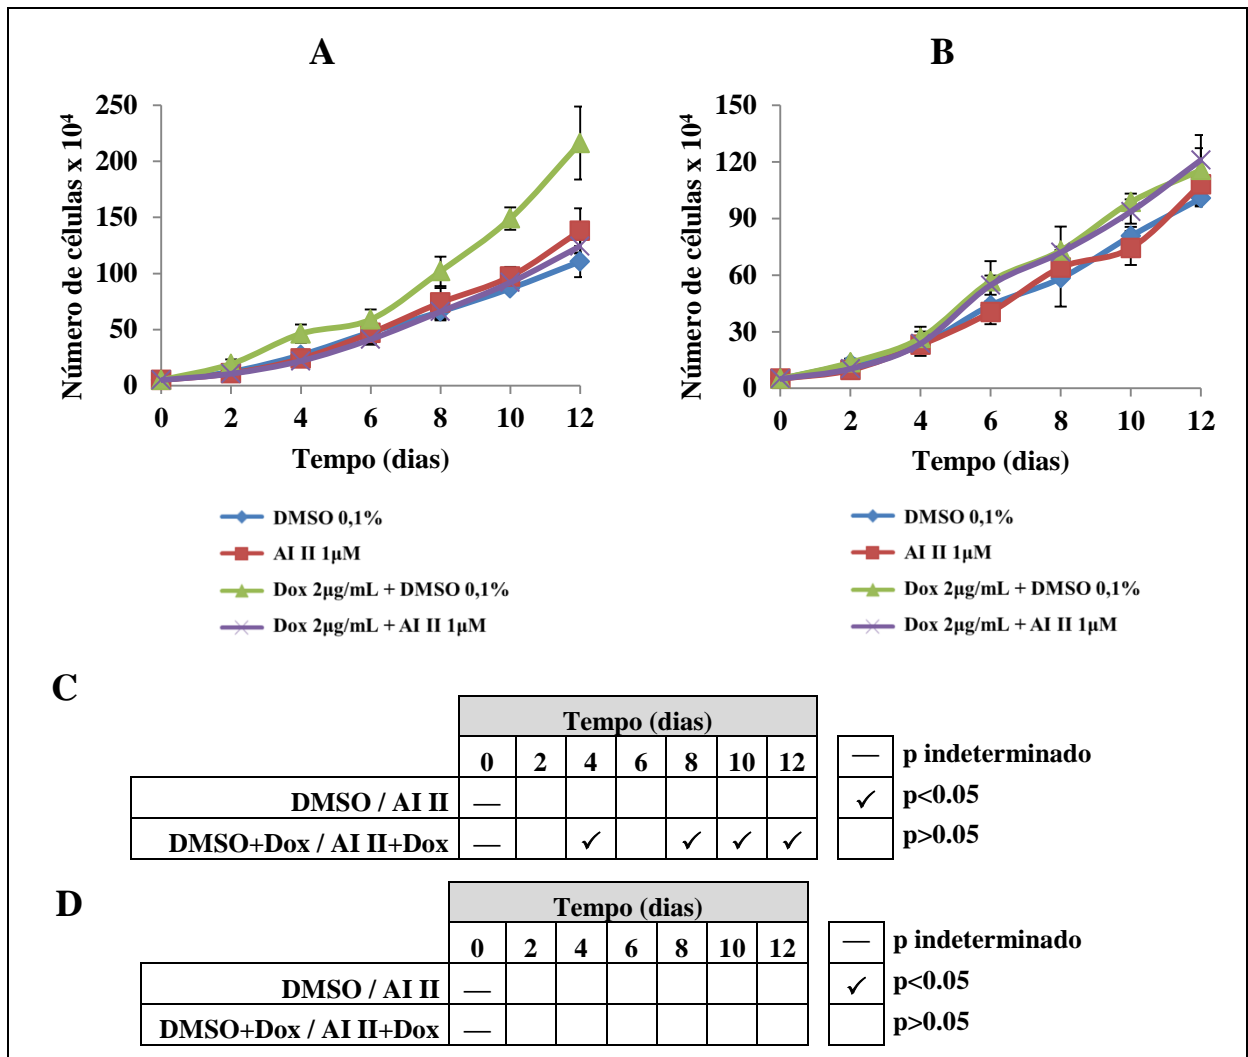 A
Número de células x 10⁴
250
200
150
100
50
0
0 2 4 6 8 10 12
Tempo (dias)
DMSO 0,1%
AI II 1µM
Dox 2µg/mL + DMSO 0,1%
Dox 2µg/mL + AI II 1µM
B
Número de células x 10⁴
150
120
90
60
30
0
0 2 4 6 8 10 12
Tempo (dias)
DMSO 0,1%
AI II 1µM
Dox 2µg/mL + DMSO 0,1%
Dox 2µg/mL + AI II 1µM
C
Tempo (dias)
0 2 4 6 8 10 12
DMSO / AI II —
DMSO+Dox / AI II+Dox — ✓ ✓ ✓ ✓
— p indeterminado
✓ p<0.05
p>0.05
D
Tempo (dias)
0 2 4 6 8 10 12
DMSO / AI II —
DMSO+Dox / AI II+Dox —
— p indeterminado
✓ p<0.05
p>0.05